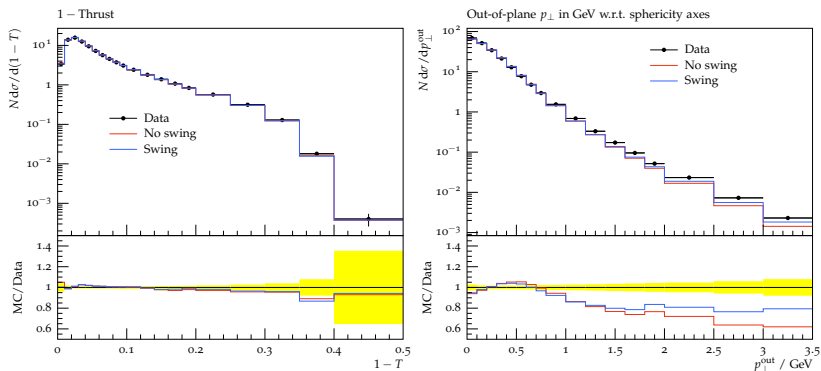 1 − Thrust
N dσ/d(1 − T)
10¹
1
10⁻¹
10⁻²
10⁻³
Data
No swing
Swing
MC/Data
1.4
1.2
1
0.8
0.6
0
0.1
0.2
0.3
0.4
0.5
1 − T
Out-of-plane p⊥ in GeV w.r.t. sphericity axes
N dσ/dp⊥ᵒᵘᵗ
10²
10¹
1
10⁻¹
10⁻²
10⁻³
Data
No swing
Swing
MC/Data
1.4
1.2
1
0.8
0.6
0
0.5
1
1.5
2
2.5
3
3.5
p⊥ᵒᵘᵗ / GeV